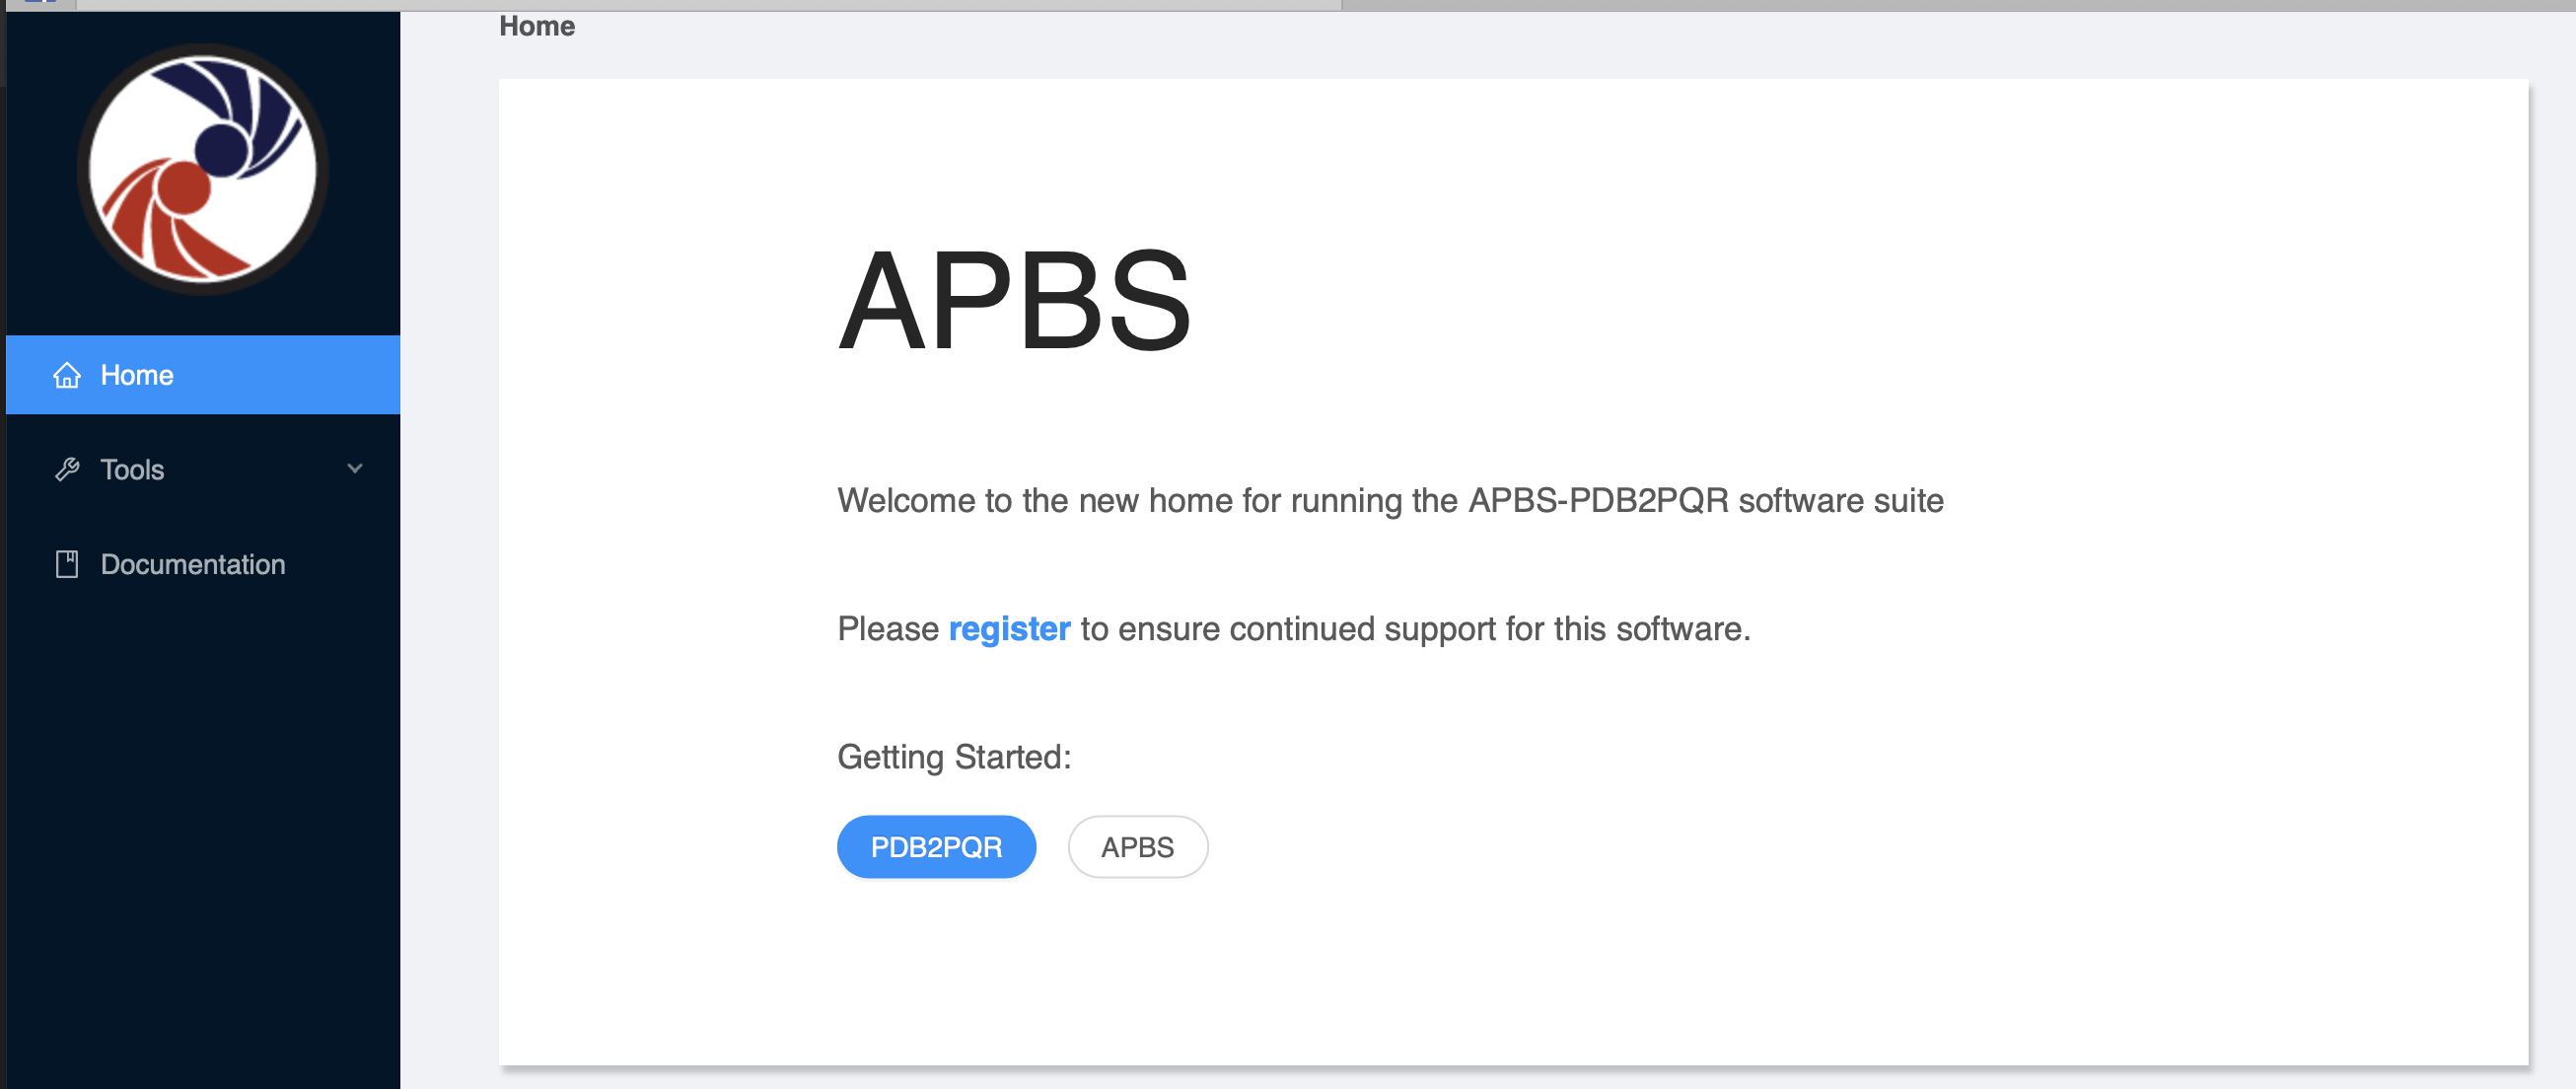 Home
Home
Tools
Documentation
APBS
Welcome to the new home for running the APBS-PDB2PQR software suite
Please register to ensure continued support for this software.
Getting Started:
PDB2PQR APBS